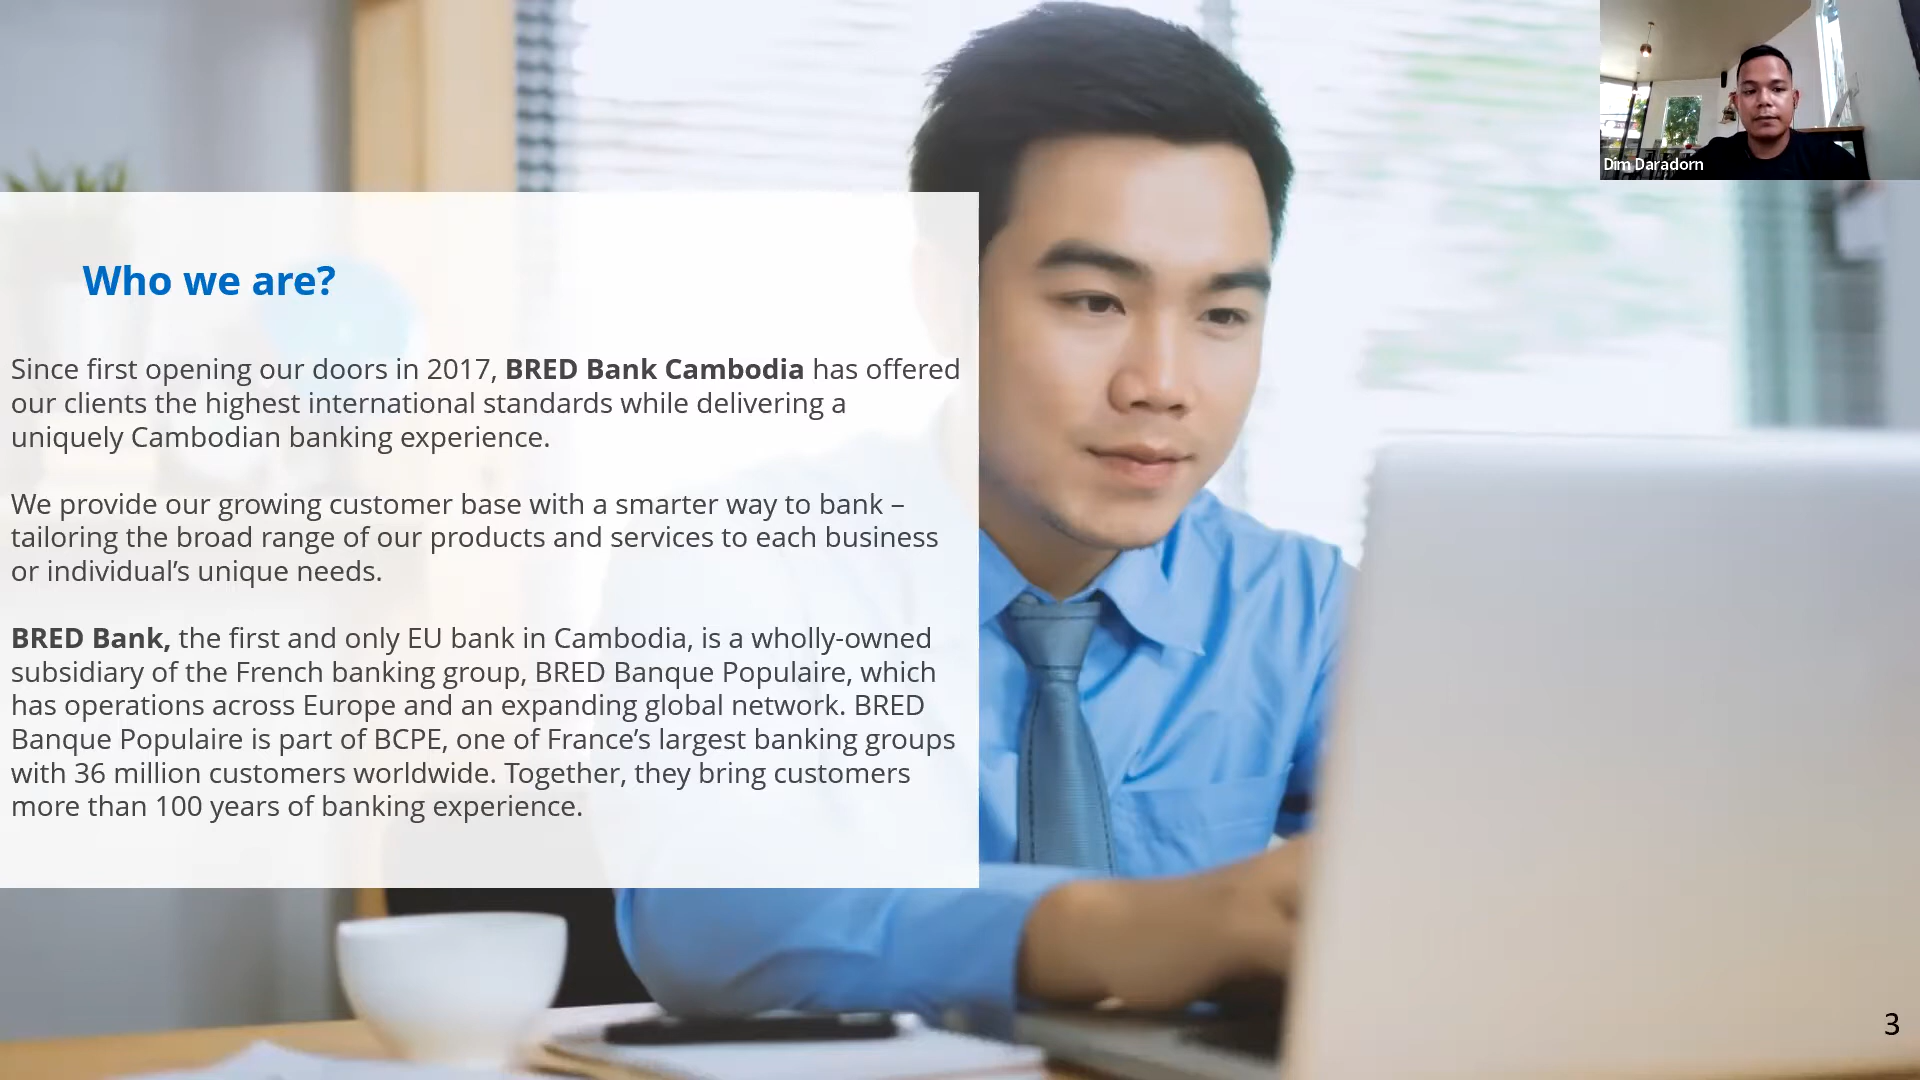 Dim Daradorn
Who we are?
Since first opening our doors in 2017, BRED Bank Cambodia has offered
our clients the highest international standards while delivering a
uniquely Cambodian banking experience.
We provide our growing customer base with a smarter way to bank –
tailoring the broad range of our products and services to each business
or individual’s unique needs.
BRED Bank, the first and only EU bank in Cambodia, is a wholly-owned
subsidiary of the French banking group, BRED Banque Populaire, which
has operations across Europe and an expanding global network. BRED
Banque Populaire is part of BCPE, one of France’s largest banking groups
with 36 million customers worldwide. Together, they bring customers
more than 100 years of banking experience.
3